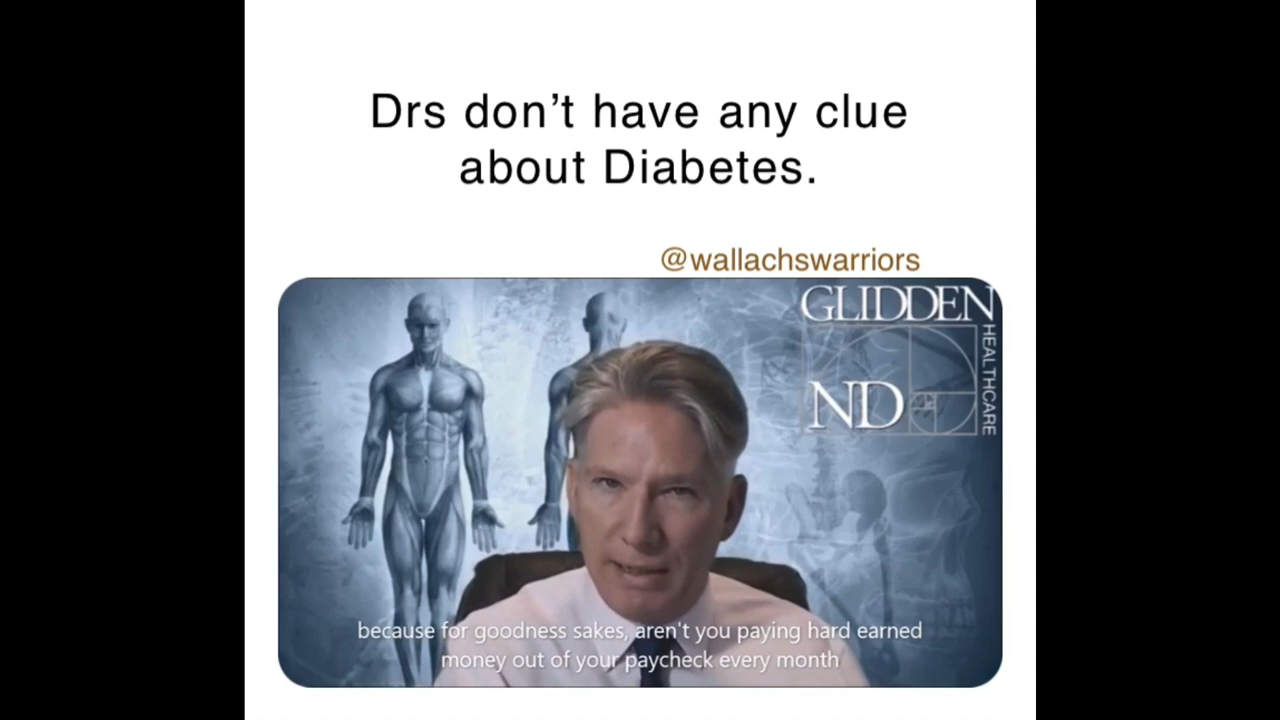 Drs don’t have any clue
about Diabetes.
@wallachswarriors
GLIDDEN
HEALTHCARE
ND
because for goodness sakes, aren't you paying hard earned
money out of your paycheck every month